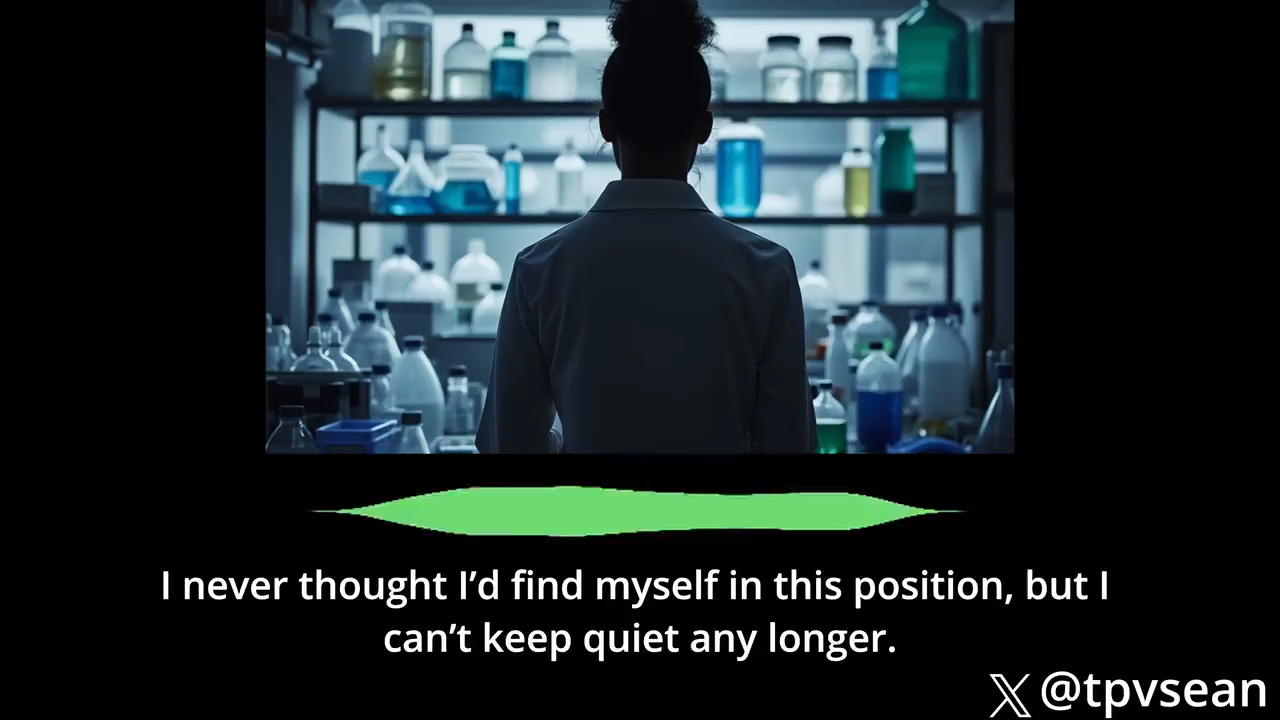 I never thought I’d find myself in this position, but I
can’t keep quiet any longer.
X @tpvsean